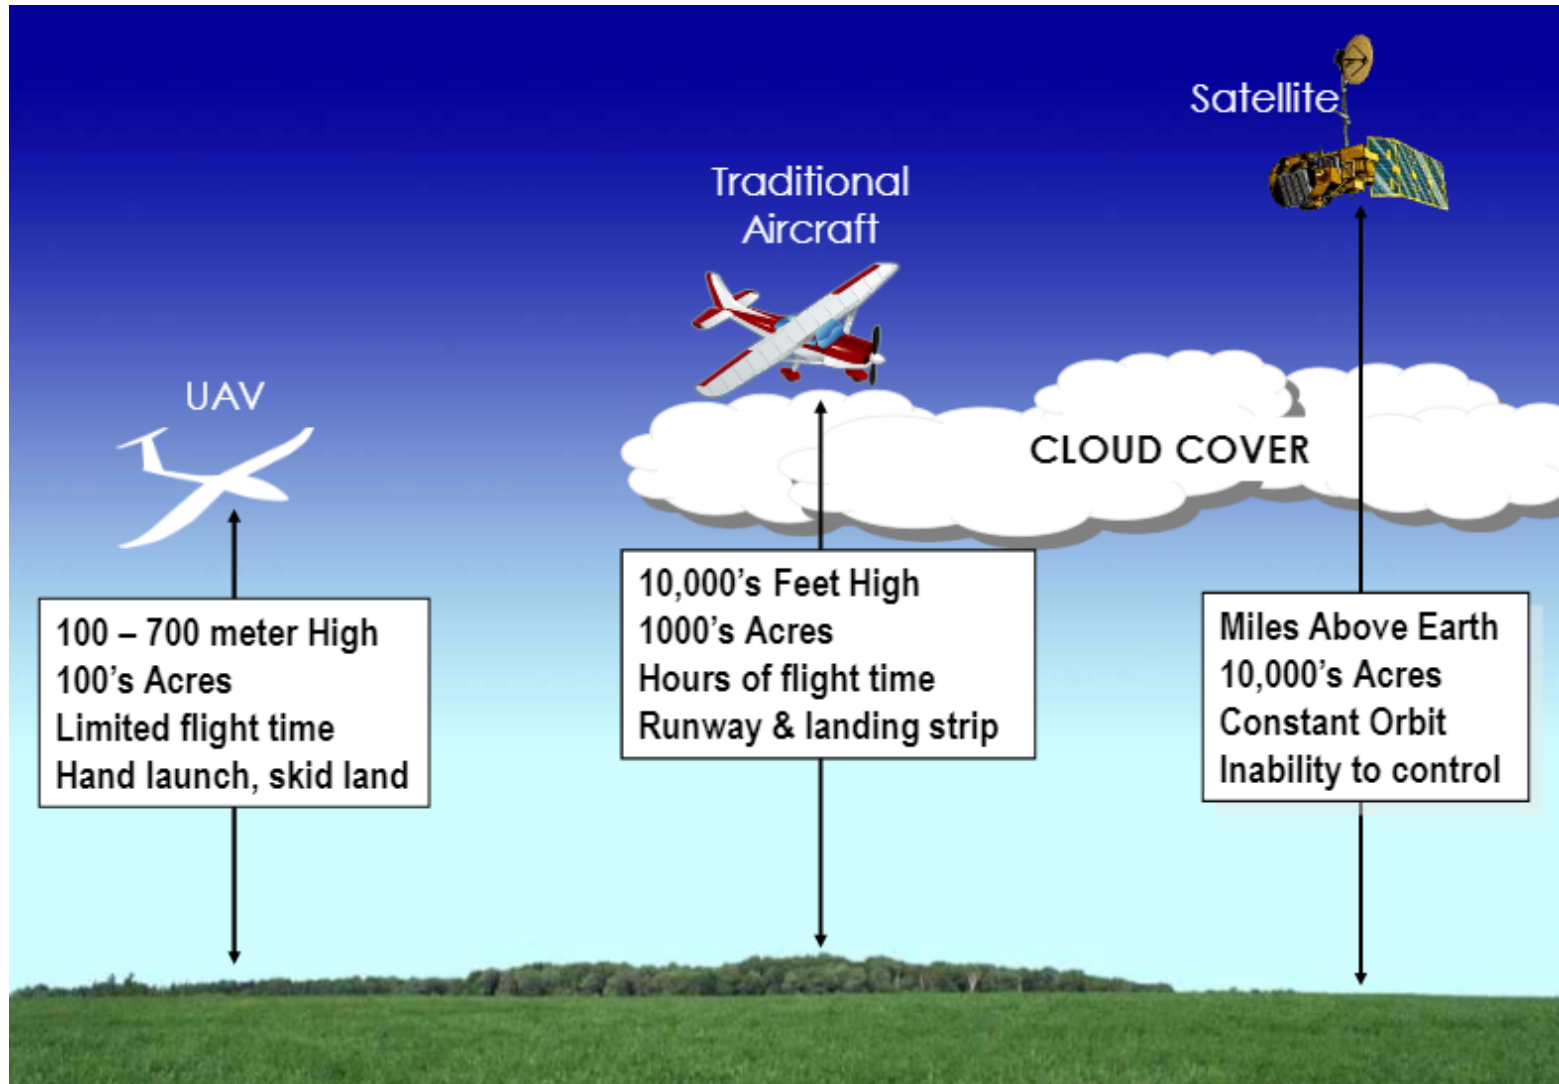 Satellite
Traditional
Aircraft
UAV
CLOUD COVER
100 – 700 meter High
100’s Acres
Limited flight time
Hand launch, skid land
10,000’s Feet High
1000’s Acres
Hours of flight time
Runway & landing strip
Miles Above Earth
10,000’s Acres
Constant Orbit
Inability to control